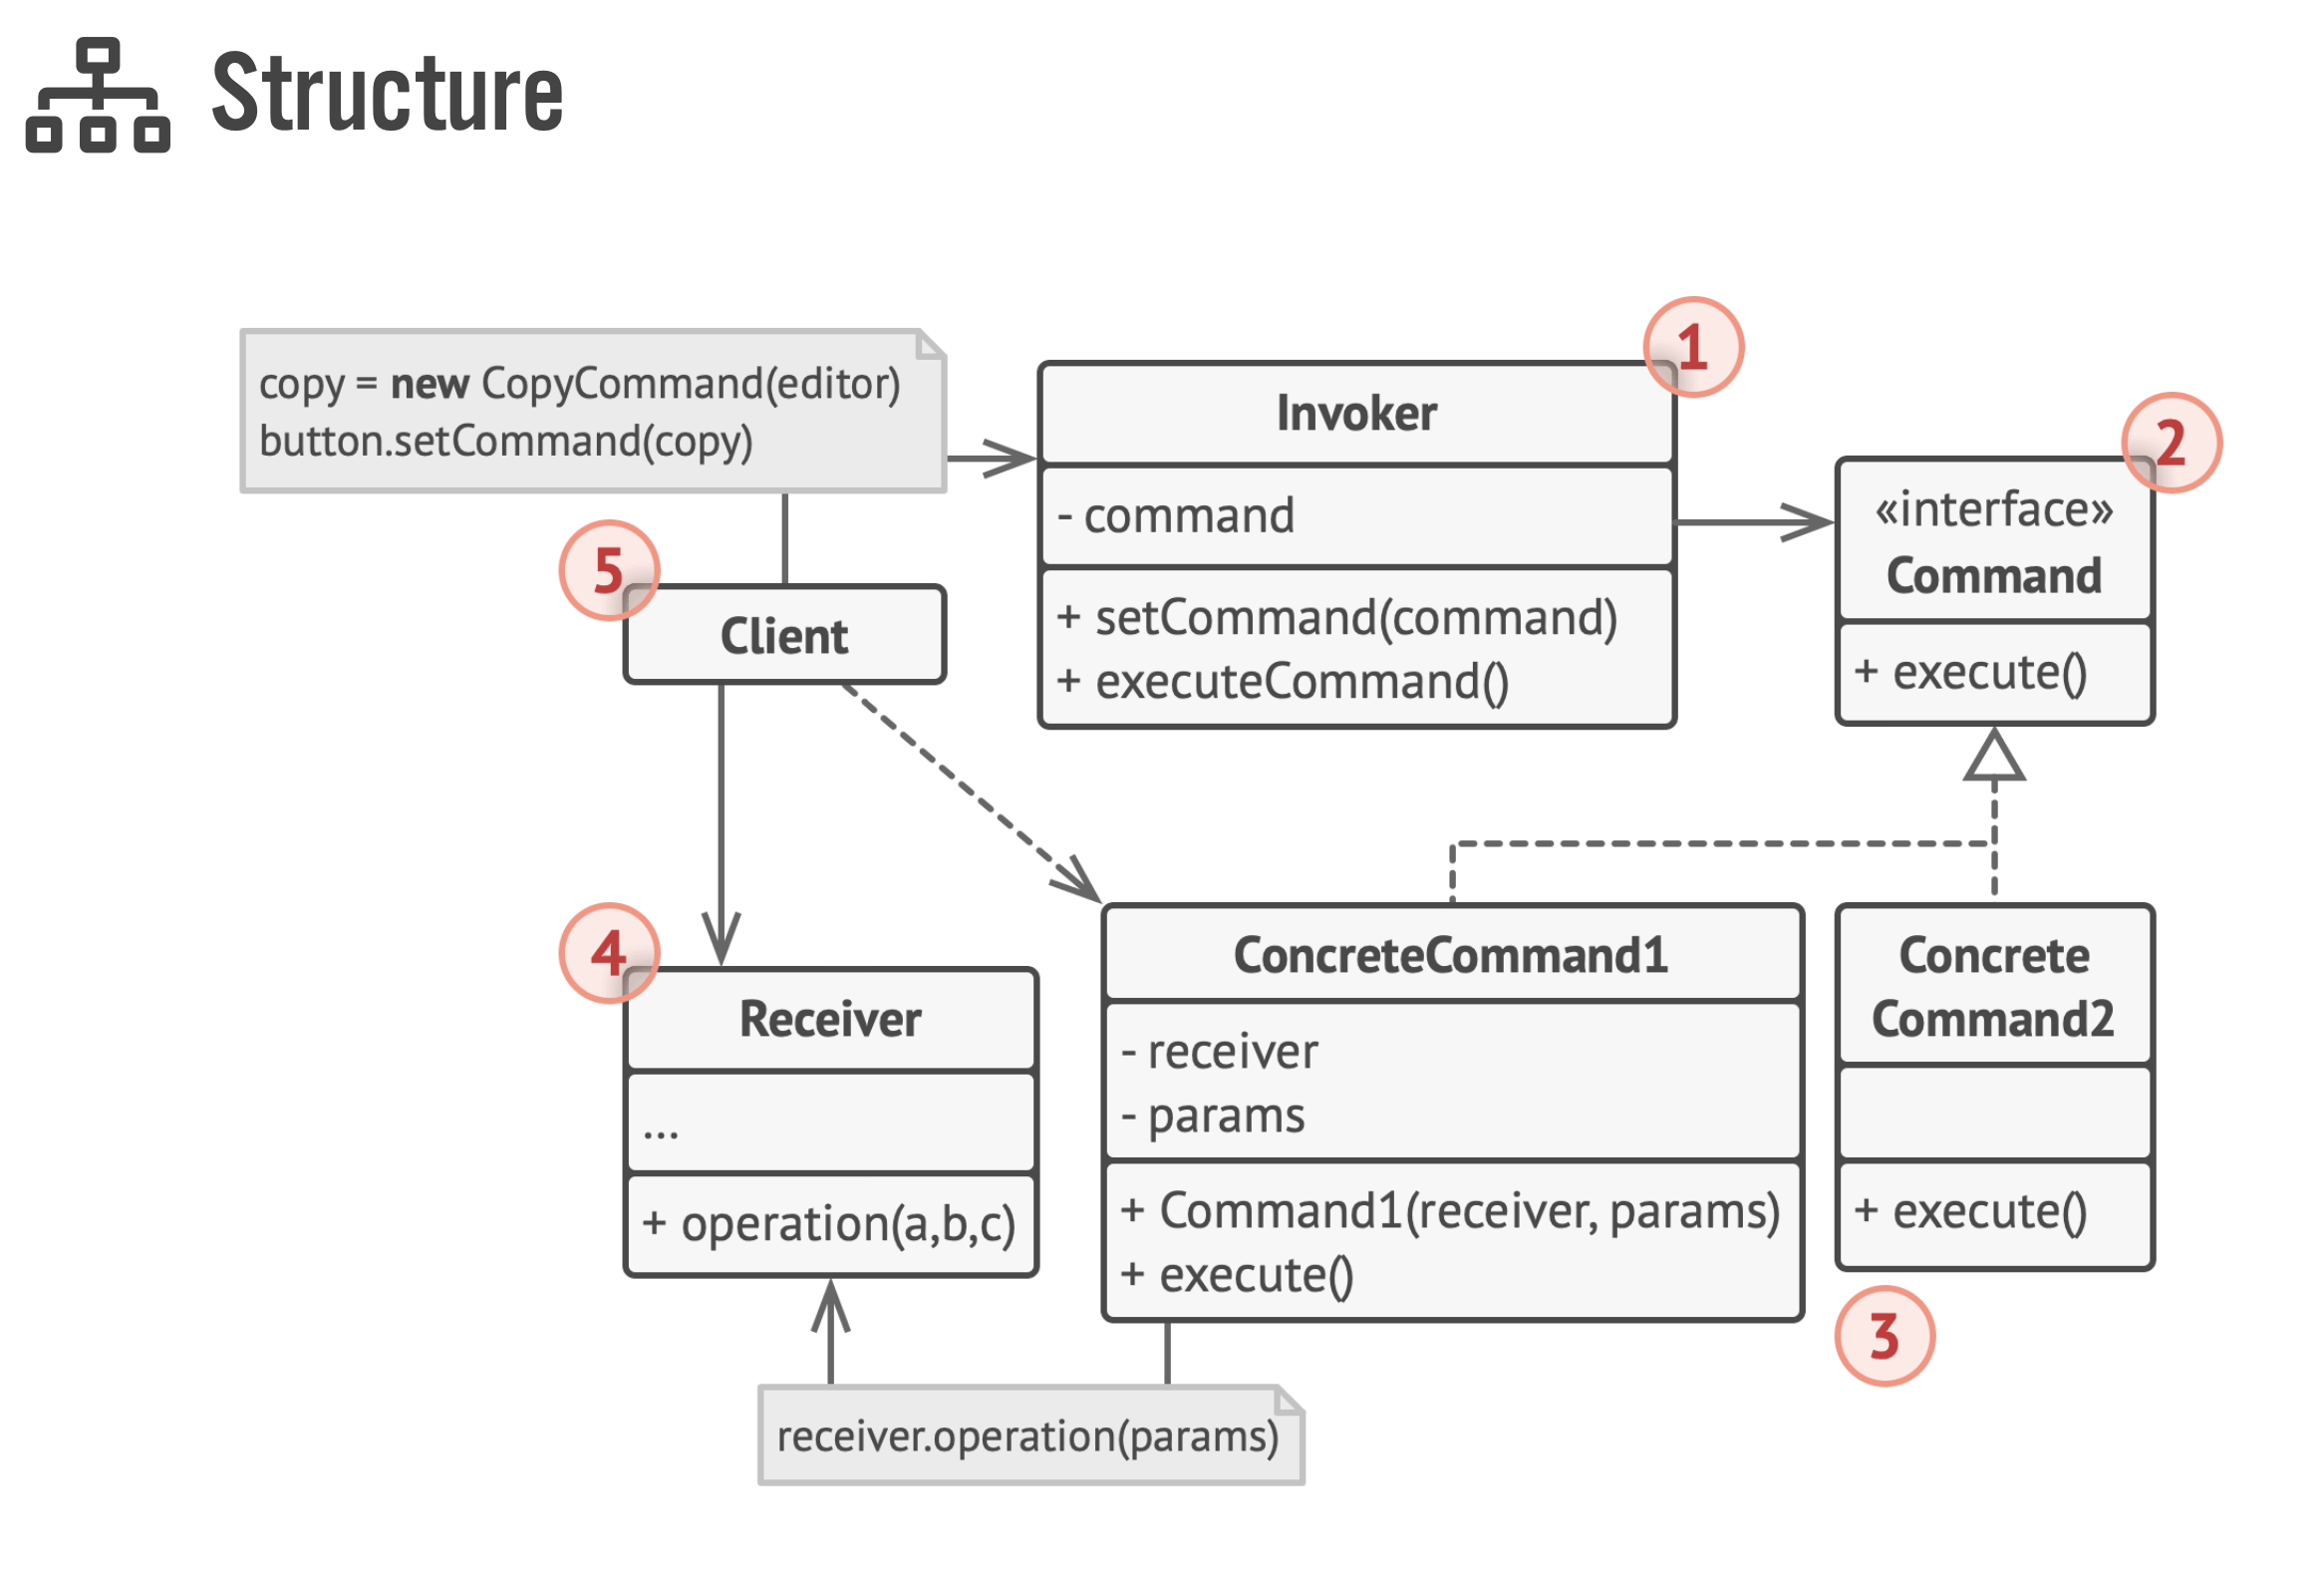 Structure
copy = new CopyCommand(editor)
button.setCommand(copy)
1
Invoker
- command
+ setCommand(command)
+ executeCommand()
2
«interface»
Command
+ execute()
5
Client
4
Receiver
...
+ operation(a,b,c)
ConcreteCommand1
- receiver
- params
+ Command1(receiver, params)
+ execute()
Concrete
Command2
+ execute()
3
receiver.operation(params)